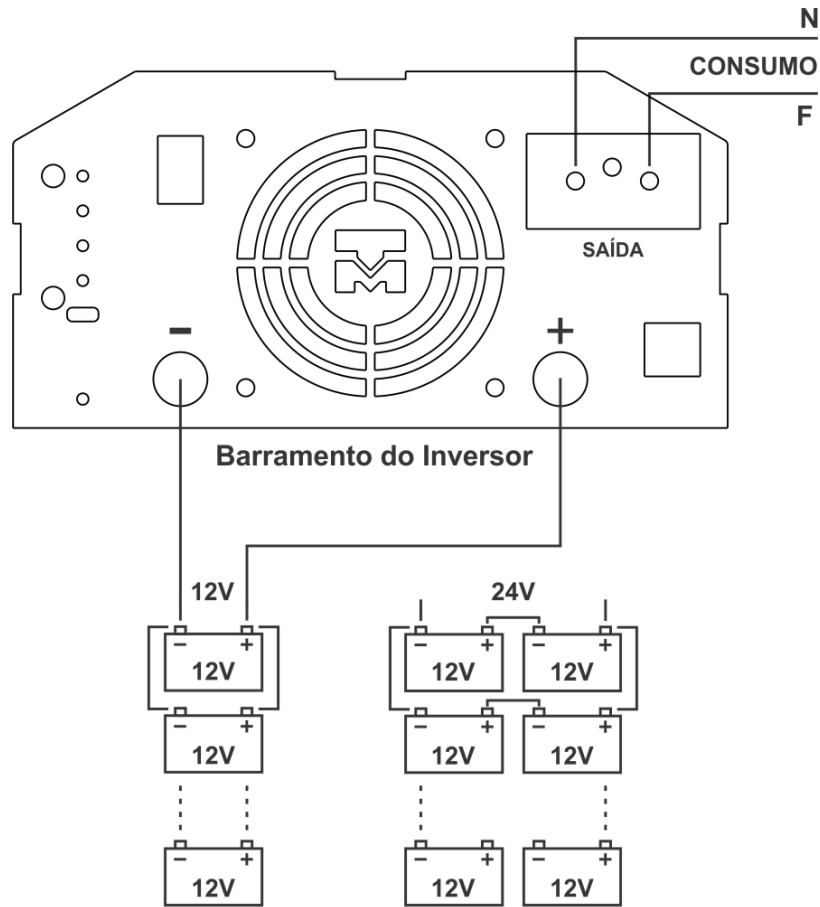 N
CONSUMO
F
SAÍDA
- +
Barramento do Inversor
12V 24V
- + - + - +
12V 12V 12V
- + - + - +
12V 12V 12V
- + - + - +
12V 12V 12V